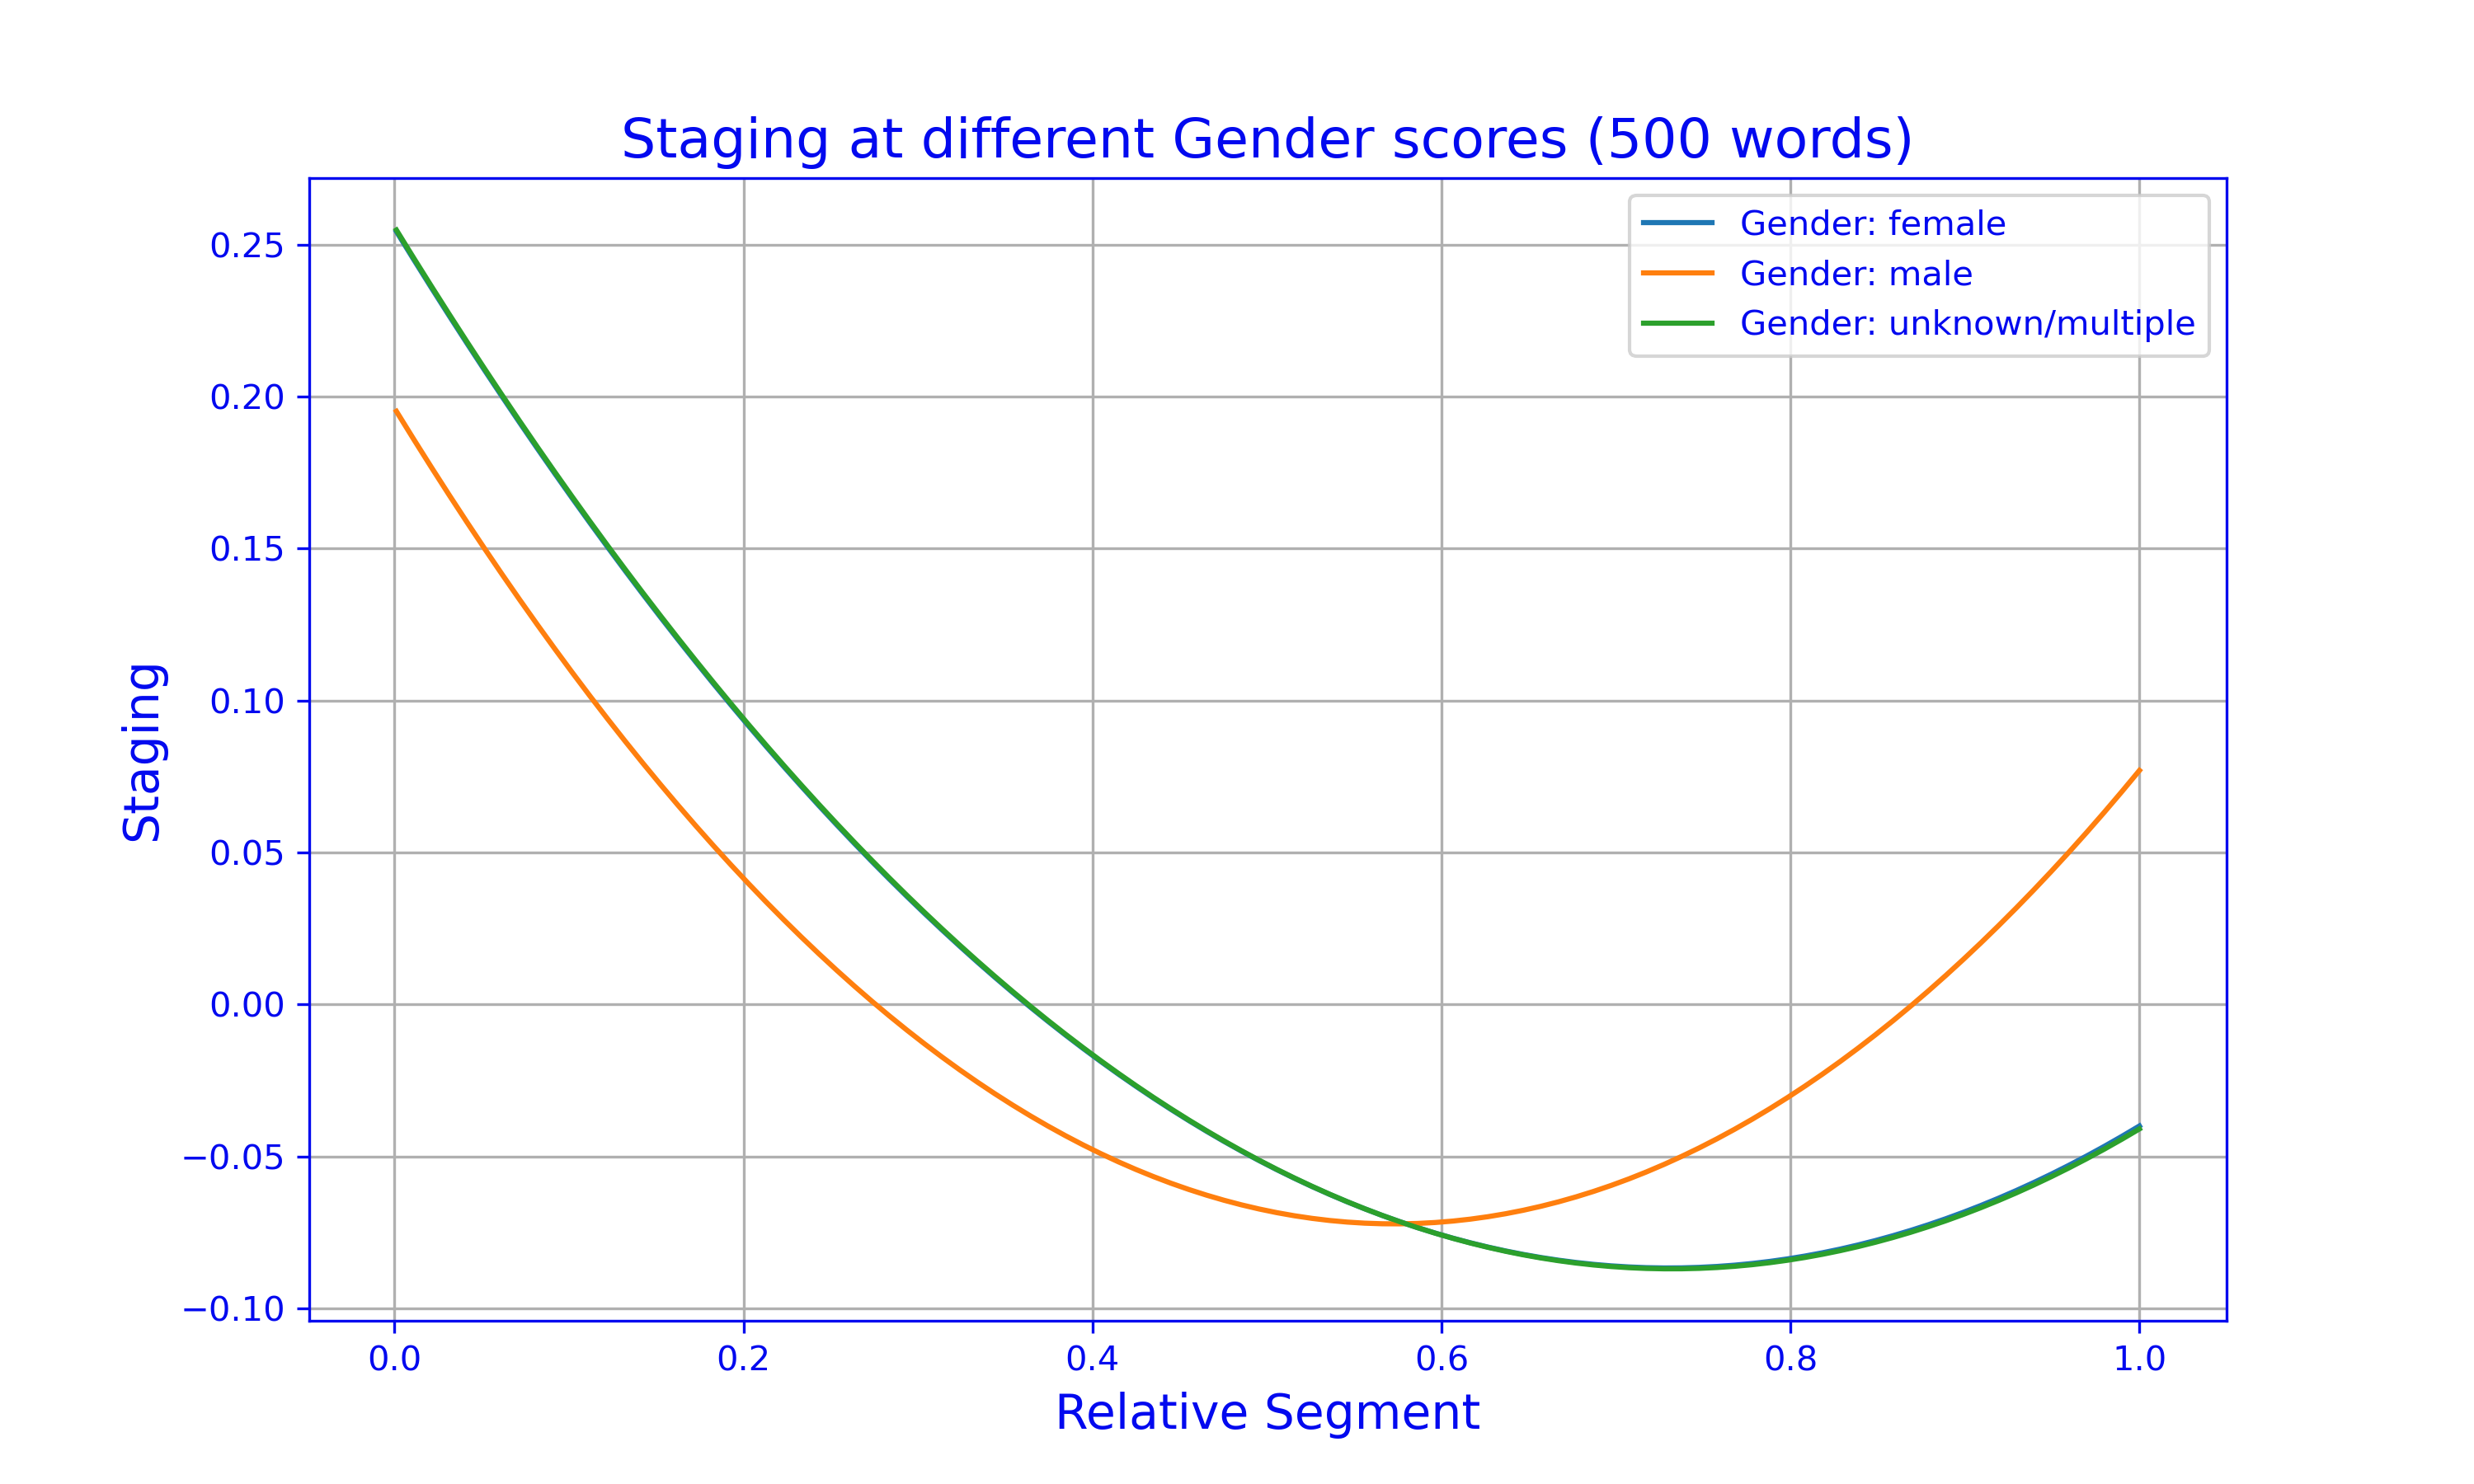 Staging at different Gender scores (500 words)
Gender: female
Gender: male
Gender: unknown/multiple
0.25
0.20
0.15
0.10
0.05
0.00
−0.05
−0.10
Staging
0.0 0.2 0.4 0.6 0.8 1.0
Relative Segment